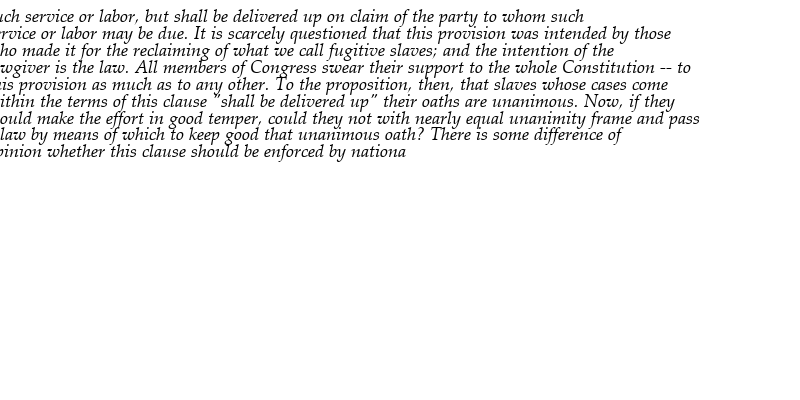 uch service or labor, but shall be delivered up on claim of the party to whom such
rvice or labor may be due. It is scarcely questioned that this provision was intended by those
ho made it for the reclaiming of what we call fugitive slaves; and the intention of the
wgiver is the law. All members of Congress swear their support to the whole Constitution -- to
is provision as much as to any other. To the proposition, then, that slaves whose cases come
ithin the terms of this clause "shall be delivered up" their oaths are unanimous. Now, if they
ould make the effort in good temper, could they not with nearly equal unanimity frame and pass
law by means of which to keep good that unanimous oath? There is some difference of
pinion whether this clause should be enforced by nationa